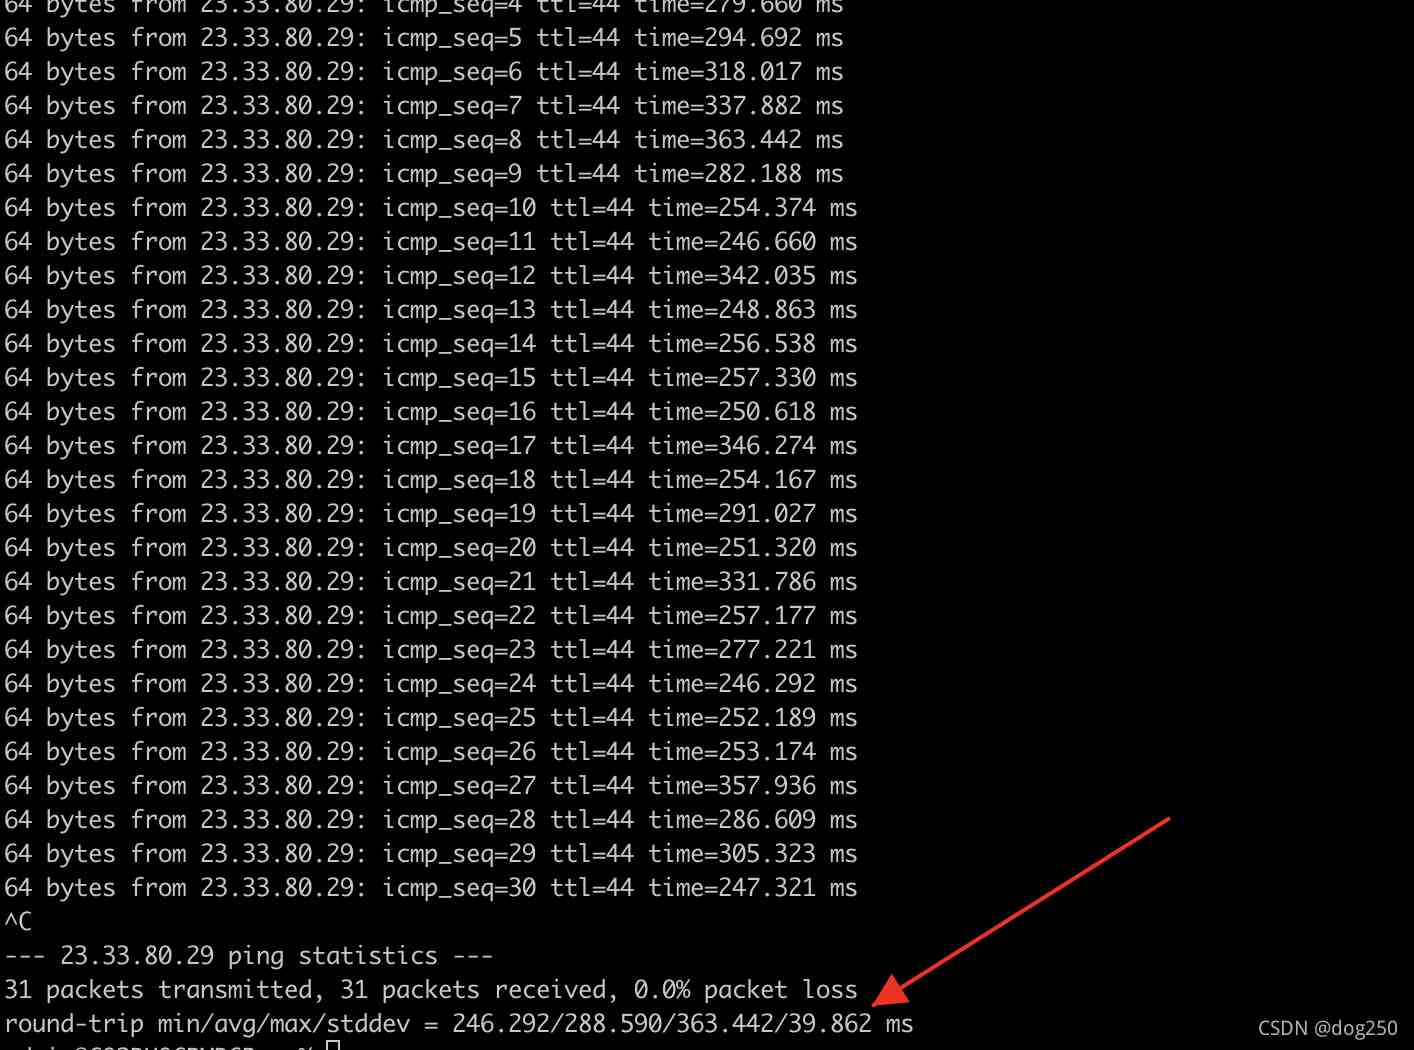 64 bytes from 23.33.80.29: icmp_seq=4 ttl=44 time=279.660 ms
64 bytes from 23.33.80.29: icmp_seq=5 ttl=44 time=294.692 ms
64 bytes from 23.33.80.29: icmp_seq=6 ttl=44 time=318.017 ms
64 bytes from 23.33.80.29: icmp_seq=7 ttl=44 time=337.882 ms
64 bytes from 23.33.80.29: icmp_seq=8 ttl=44 time=363.442 ms
64 bytes from 23.33.80.29: icmp_seq=9 ttl=44 time=282.188 ms
64 bytes from 23.33.80.29: icmp_seq=10 ttl=44 time=254.374 ms
64 bytes from 23.33.80.29: icmp_seq=11 ttl=44 time=246.660 ms
64 bytes from 23.33.80.29: icmp_seq=12 ttl=44 time=342.035 ms
64 bytes from 23.33.80.29: icmp_seq=13 ttl=44 time=248.863 ms
64 bytes from 23.33.80.29: icmp_seq=14 ttl=44 time=256.538 ms
64 bytes from 23.33.80.29: icmp_seq=15 ttl=44 time=257.330 ms
64 bytes from 23.33.80.29: icmp_seq=16 ttl=44 time=250.618 ms
64 bytes from 23.33.80.29: icmp_seq=17 ttl=44 time=346.274 ms
64 bytes from 23.33.80.29: icmp_seq=18 ttl=44 time=254.167 ms
64 bytes from 23.33.80.29: icmp_seq=19 ttl=44 time=291.027 ms
64 bytes from 23.33.80.29: icmp_seq=20 ttl=44 time=251.320 ms
64 bytes from 23.33.80.29: icmp_seq=21 ttl=44 time=331.786 ms
64 bytes from 23.33.80.29: icmp_seq=22 ttl=44 time=257.177 ms
64 bytes from 23.33.80.29: icmp_seq=23 ttl=44 time=277.221 ms
64 bytes from 23.33.80.29: icmp_seq=24 ttl=44 time=246.292 ms
64 bytes from 23.33.80.29: icmp_seq=25 ttl=44 time=252.189 ms
64 bytes from 23.33.80.29: icmp_seq=26 ttl=44 time=253.174 ms
64 bytes from 23.33.80.29: icmp_seq=27 ttl=44 time=357.936 ms
64 bytes from 23.33.80.29: icmp_seq=28 ttl=44 time=286.609 ms
64 bytes from 23.33.80.29: icmp_seq=29 ttl=44 time=305.323 ms
64 bytes from 23.33.80.29: icmp_seq=30 ttl=44 time=247.321 ms
^C
--- 23.33.80.29 ping statistics ---
31 packets transmitted, 31 packets received, 0.0% packet loss
round-trip min/avg/max/stddev = 246.292/288.590/363.442/39.862 ms
CSDN @dog250